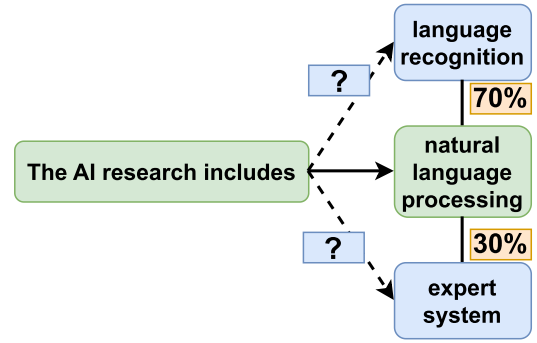 language
recognition
?
70%
The AI research includes
natural
language
processing
?
30%
expert
system